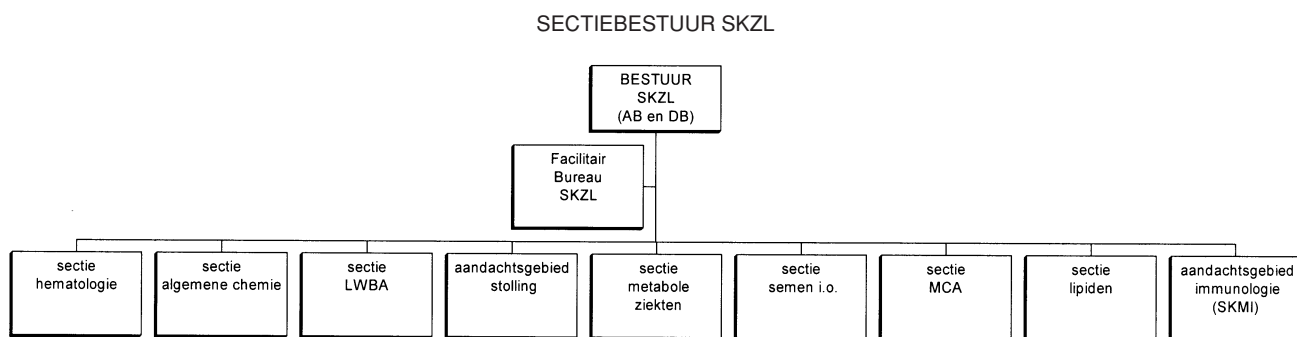 SECTIEBESTUUR SKZL
BESTUUR
SKZL
(AB en DB)
Facilitair
Bureau
SKZL
sectie
hematologie
sectie
algemene chemie
sectie
LWBA
aandachtsgebied
stolling
sectie
metabole
ziekten
sectie
semen i.o.
sectie
MCA
sectie
lipiden
aandachtsgebied
immunologie
(SKMI)